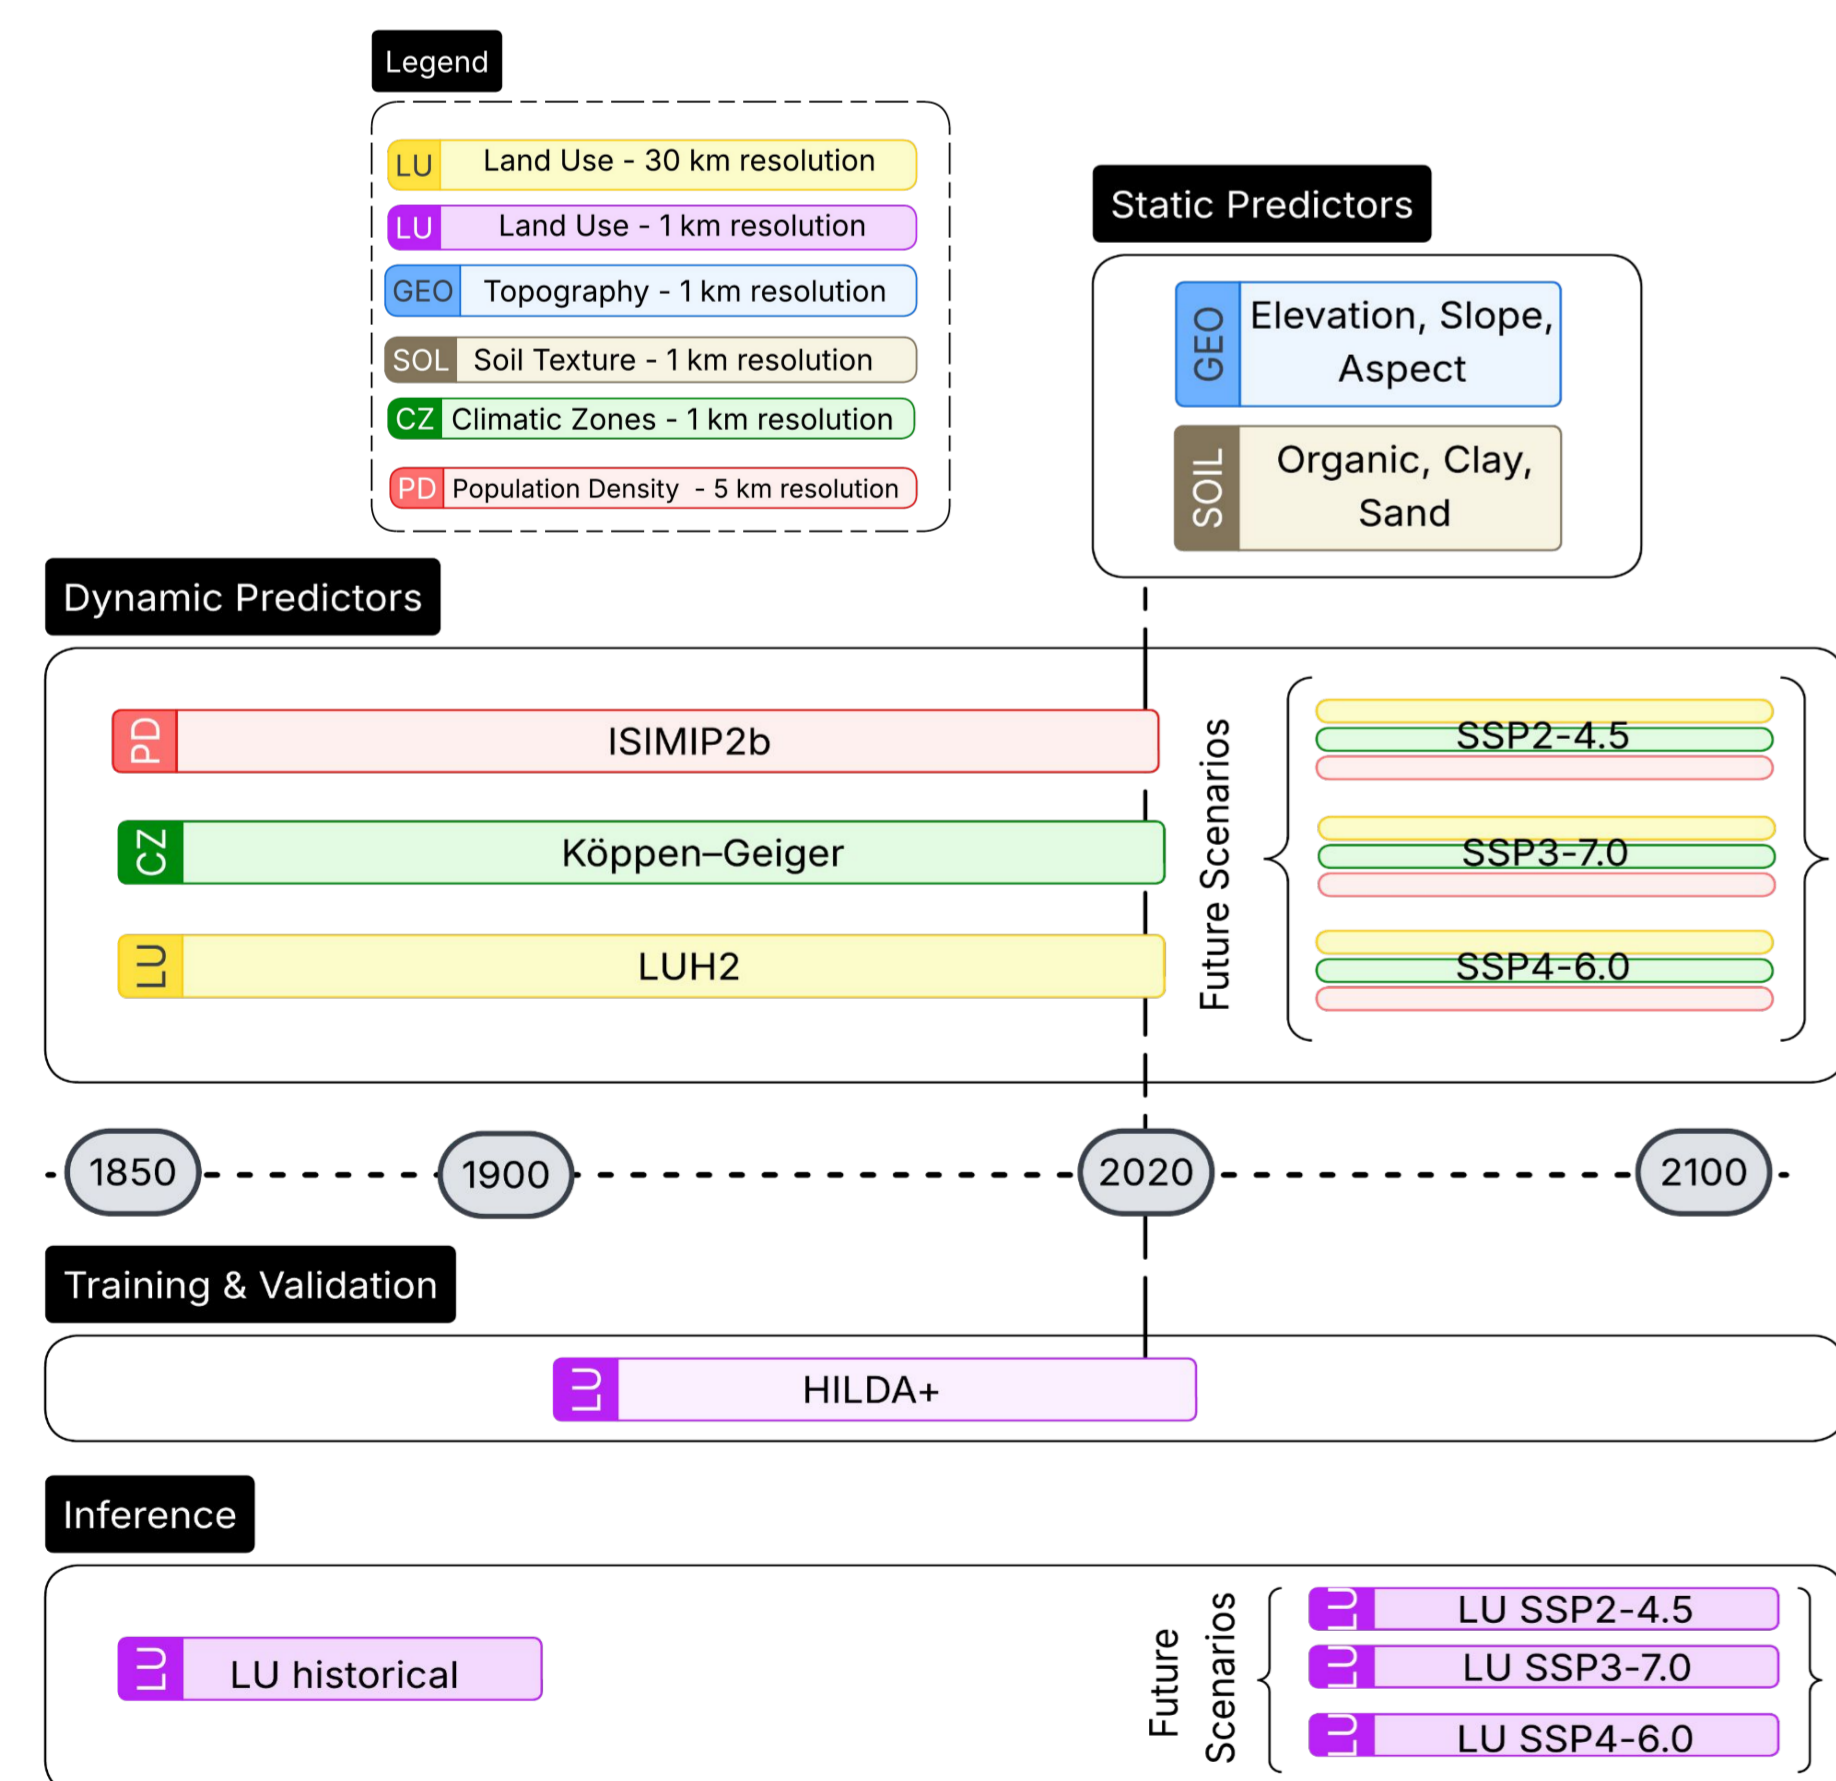 Legend
LU Land Use - 30 km resolution
LU Land Use - 1 km resolution
GEO Topography - 1 km resolution
SOL Soil Texture - 1 km resolution
CZ Climatic Zones - 1 km resolution
PD Population Density - 5 km resolution
Static Predictors
GEO
Elevation, Slope,
Aspect
SOIL
Organic, Clay,
Sand
Dynamic Predictors
PD ISIMIP2b
CZ Köppen–Geiger
LU LUH2
Future Scenarios
SSP2-4.5
SSP3-7.0
SSP4-6.0
1850 1900 2020 2100
Training & Validation
LU HILDA+
Inference
LU LU historical
Future
Scenarios
LU LU SSP2-4.5
LU LU SSP3-7.0
LU LU SSP4-6.0